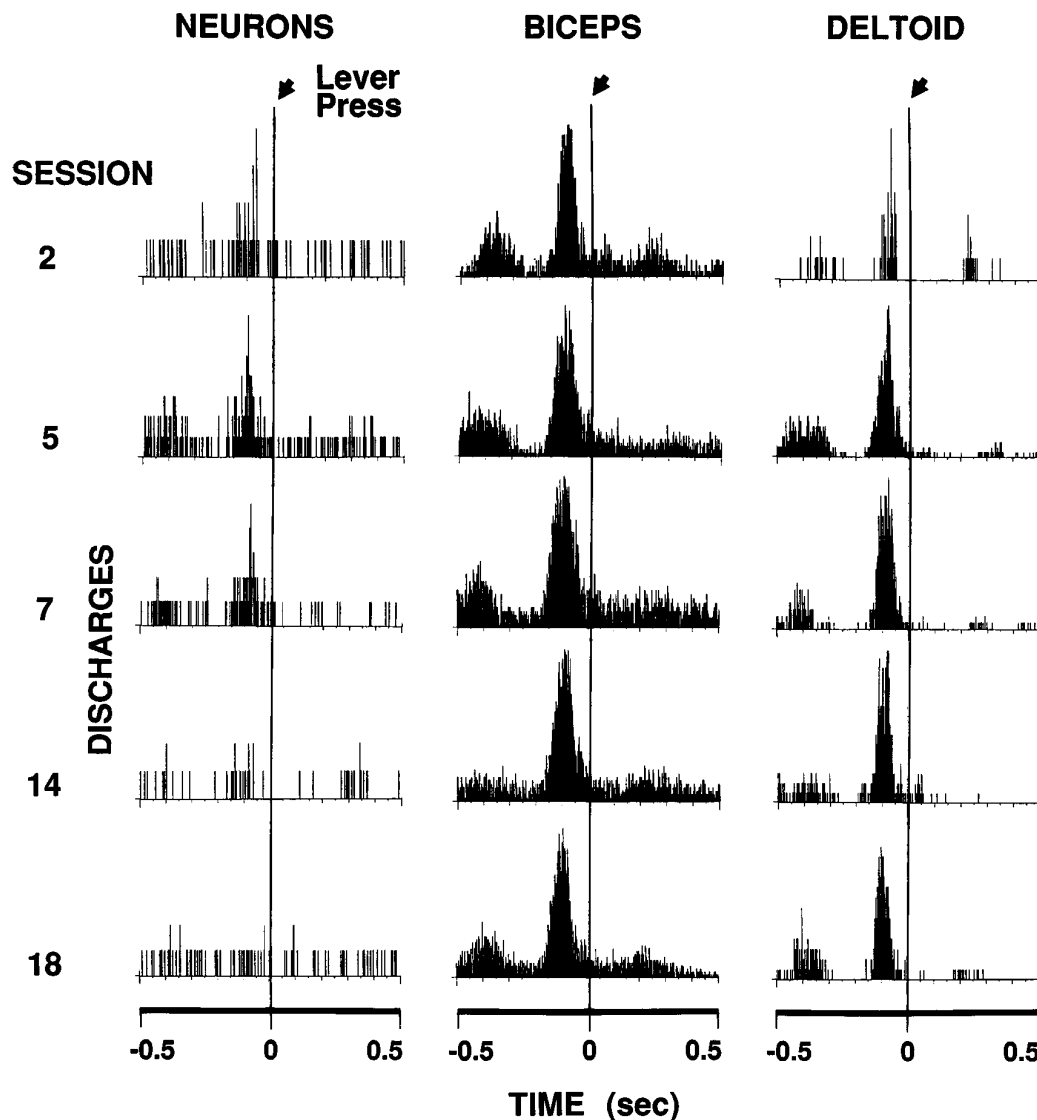 NEURONS BICEPS DELTOID
Lever
Press
SESSION
2
5
7
14
18
DISCHARGES
-0.5 0 0.5 -0.5 0 0.5 -0.5 0 0.5
TIME (sec)